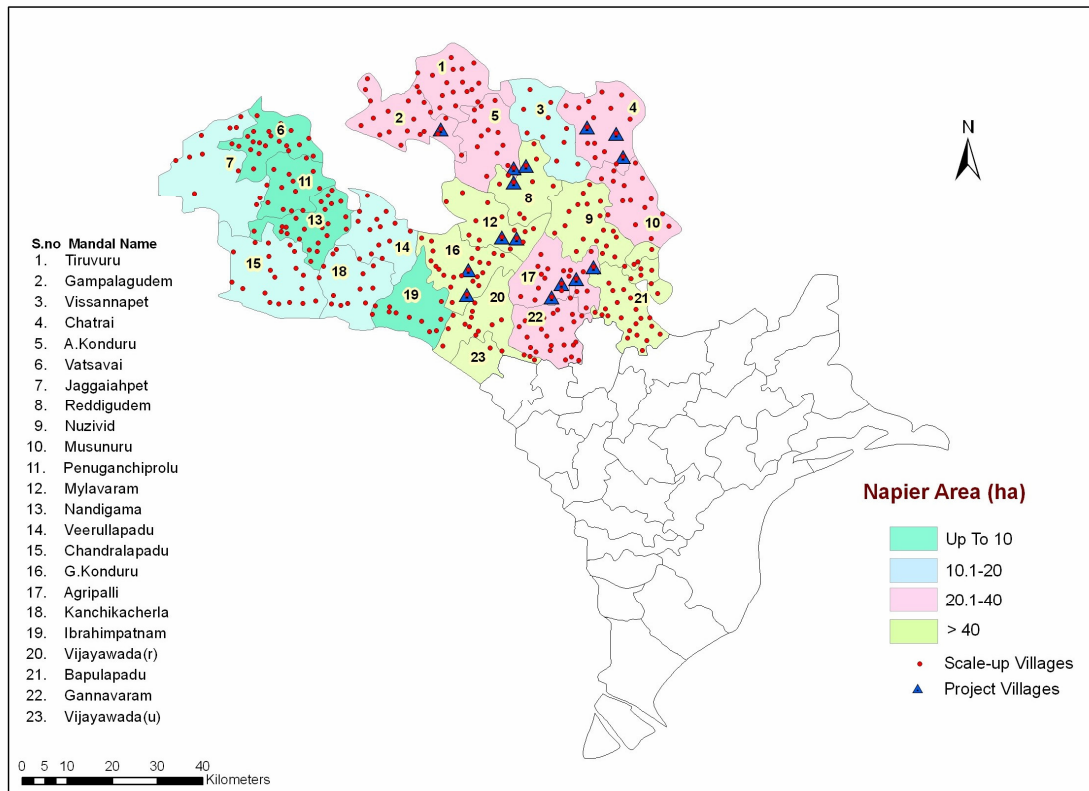 1
4
3
5
2
N
6
7
8
11
10
9
12
13
14
16
S.no Mandal Name
1. Tiruvuru
15
18
17
2. Gampalagudem
19
20
21
3. Vissannapet
22
4. Chatrai
5. A.Konduru
23
6. Vatsavai
7. Jaggaiahpet
8. Reddigudem
9. Nuzivid
10. Musunuru
11. Penuganchiprolu
12. Mylavaram
13. Nandigama
14. Veerullapadu
15. Chandralapadu
16. G.Konduru
17. Agripalli
18. Kanchikacherla
19. Ibrahimpatnam
20. Vijayawada(r)
21. Bapulapadu
22. Gannavaram
23. Vijayawada(u)
Napier Area (ha)
Up To 10
10.1-20
20.1-40
> 40
Scale-up Villages
Project Villages
0 5 10 20 30 40
Kilometers